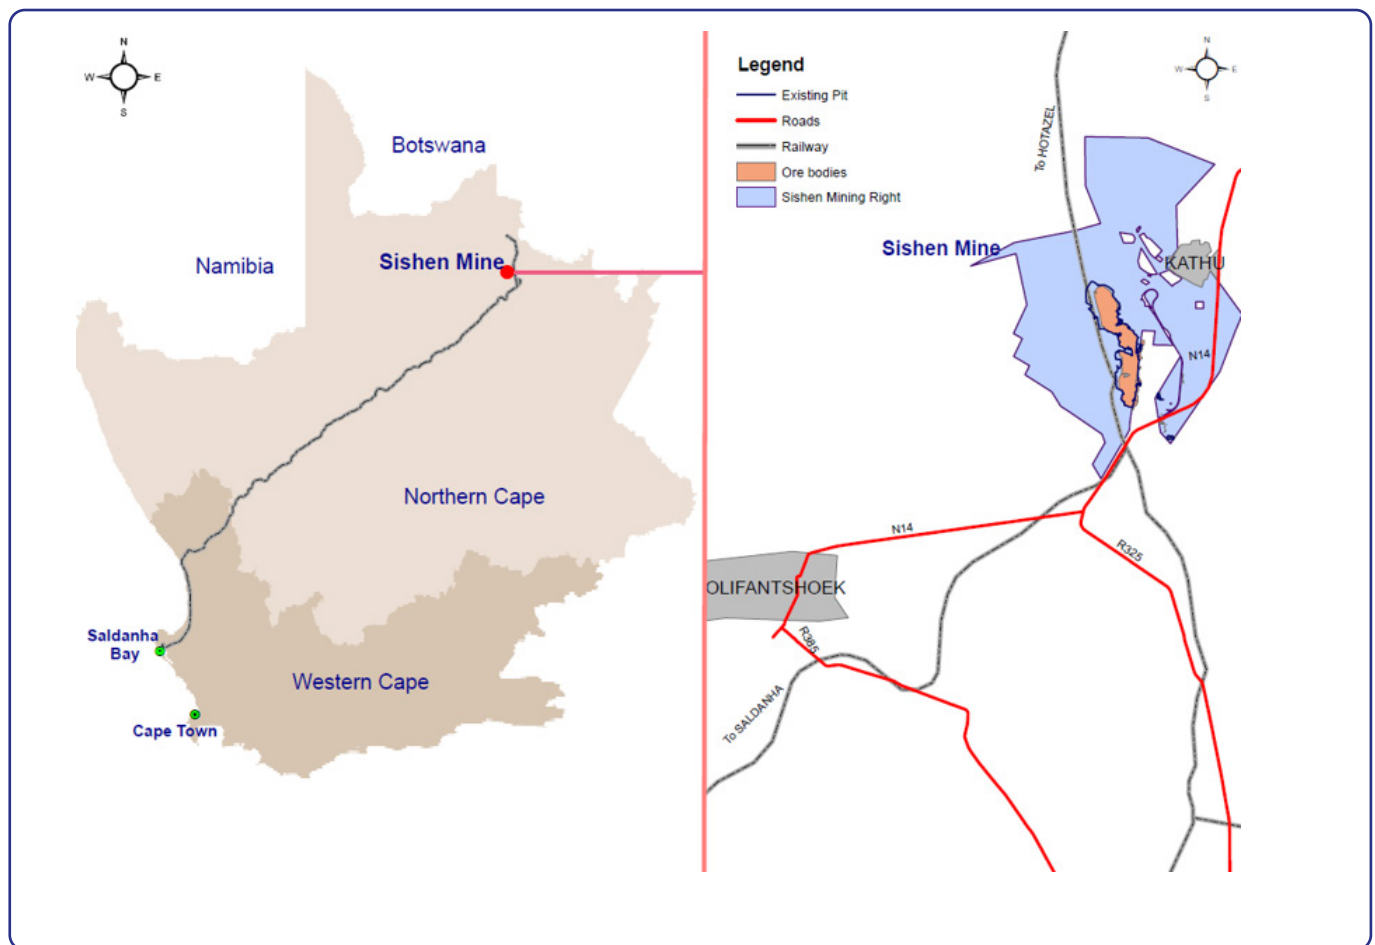 N
W
E
S
Botswana
Namibia
Sishen Mine
Northern Cape
Saldanha
Bay
Western Cape
Cape Town
Legend
Existing Pit
Roads
Railway
Ore bodies
Sishen Mining Right
N
W
E
S
To HOTAZEL
Sishen Mine
KATHU
N14
N14
R325
OLIFANTSHOEK
R385
To SALDANHA